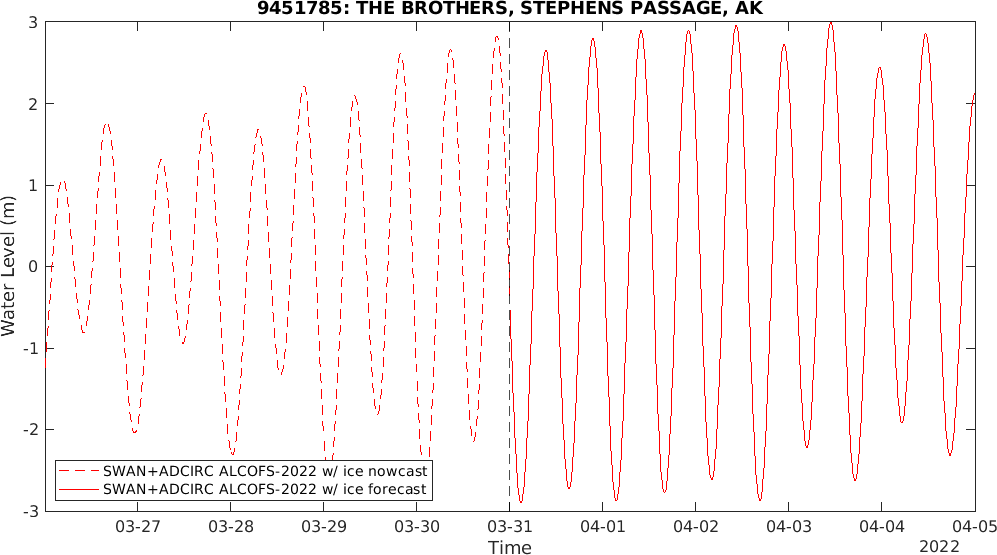 9451785: THE BROTHERS, STEPHENS PASSAGE, AK
3
2
1
0
-1
-2
-3
Water Level (m)
SWAN+ADCIRC ALCOFS-2022 w/ ice nowcast
SWAN+ADCIRC ALCOFS-2022 w/ ice forecast
03-27 03-28 03-29 03-30 03-31 04-01 04-02 04-03 04-04 04-05
Time
2022